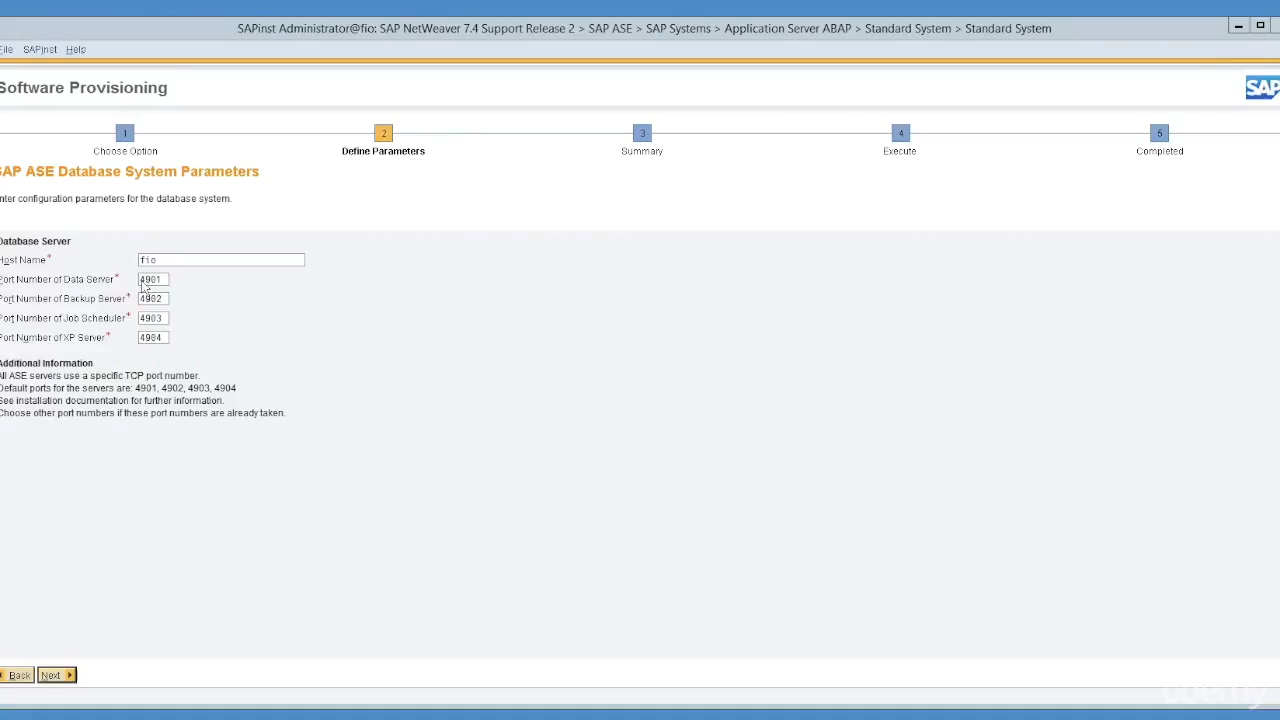 SAPinst Administrator@fio: SAP NetWeaver 7.4 Support Release 2 > SAP ASE > SAP Systems > Application Server ABAP > Standard System > Standard System
File SAPinst Help
Software Provisioning
SAP
1 2 3 4 5
Choose Option Define Parameters Summary Execute Completed
SAP ASE Database System Parameters
nter configuration parameters for the database system.
Database Server
Host Name* fio
Port Number of Data Server* 4901
Port Number of Backup Server* 4902
Port Number of Job Scheduler* 4903
Port Number of XP Server* 4904
Additional Information
All ASE servers use a specific TCP port number.
Default ports for the servers are: 4901, 4902, 4903, 4904
See installation documentation for further information.
Choose other port numbers if these port numbers are already taken.
Back Next
udemy